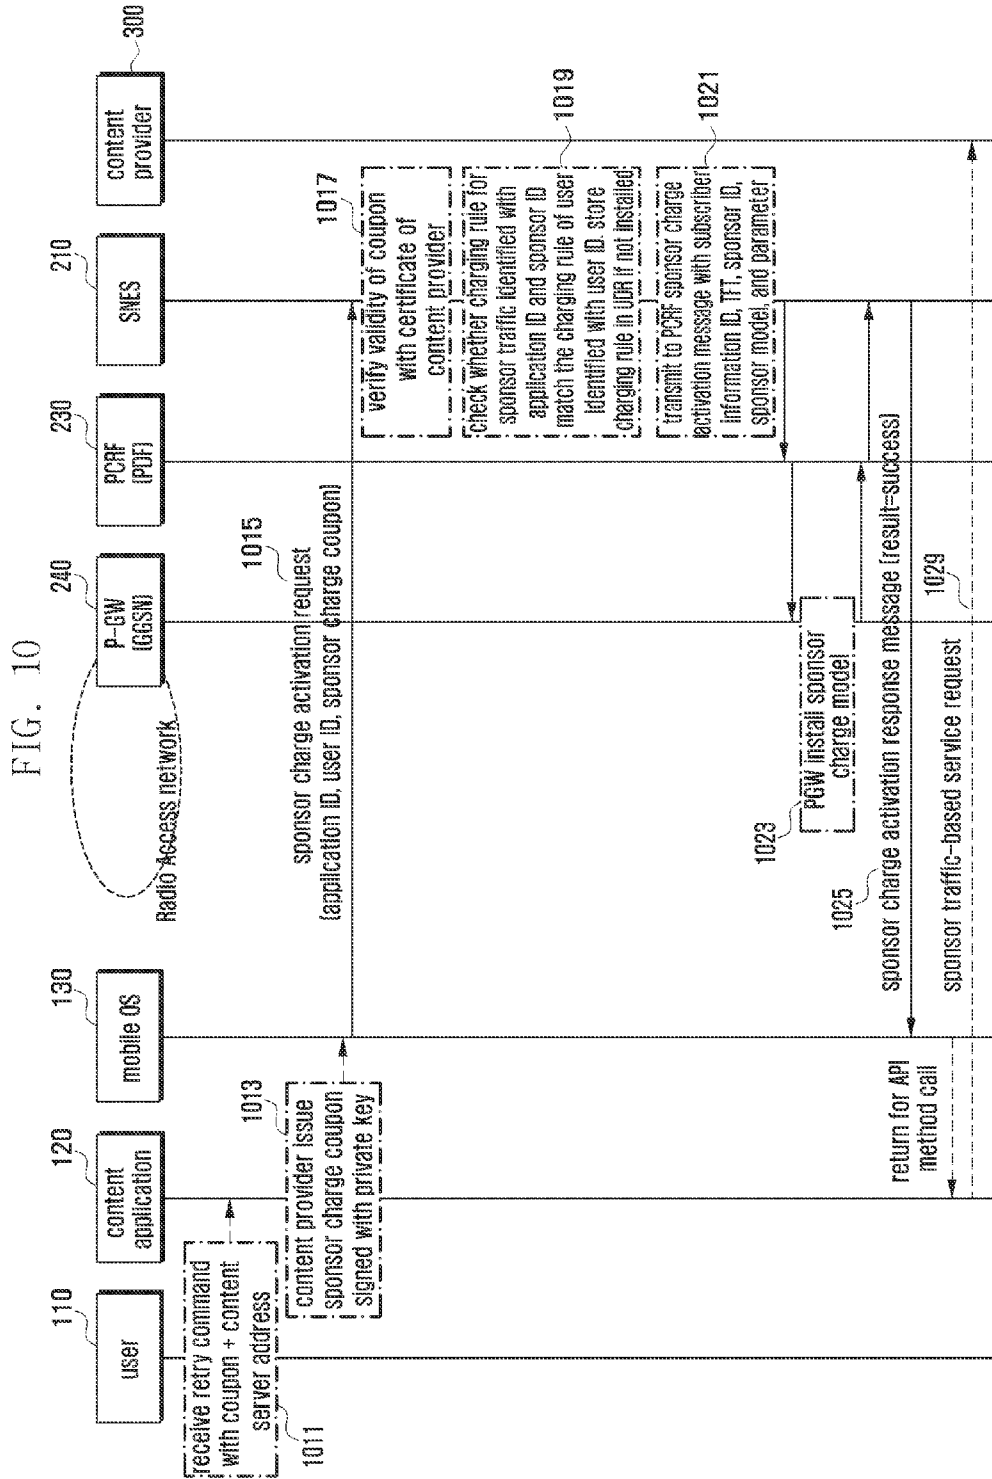 FIG. 10
110
user
120
content
application
130
mobile OS
Radio Access network
240
P-GW
(GGSN)
230
PCRF
(PDF)
210
SNES
300
content
provider
receive retry command
with coupon + content
server address
1011
1013
content provider issue
sponsor charge coupon
signed with private key
1015
sponsor charge activation request
(application ID, user ID, sponsor charge coupon)
1017
verify validity of coupon
with certificate of
content provider
1019
check whether charging rule for
sponsor traffic identified with
application ID and sponsor ID
match the charging rule of user
Identified with user ID. store
charging rule in UDR if not installed
1021
transmit to PCRF sponsor charge
activation message with subscriber
information ID, TFT, sponsor ID,
sponsor model, and parameter
1023
PGW install sponsor
charge model
1025
sponsor charge activation response message (result=success)
return for API
method call
sponsor traffic-based service request
1029